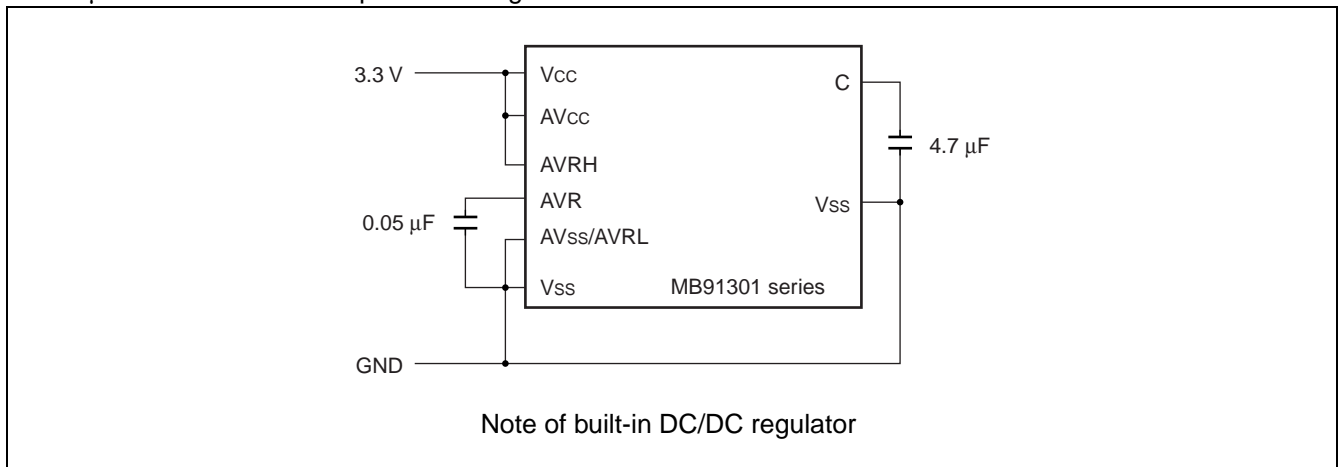 3.3 V
VCC
AVCC
AVRH
AVR
AVSS/AVRL
VSS
0.05 μF
C
4.7 μF
VSS
MB91301 series
GND
Note of built-in DC/DC regulator